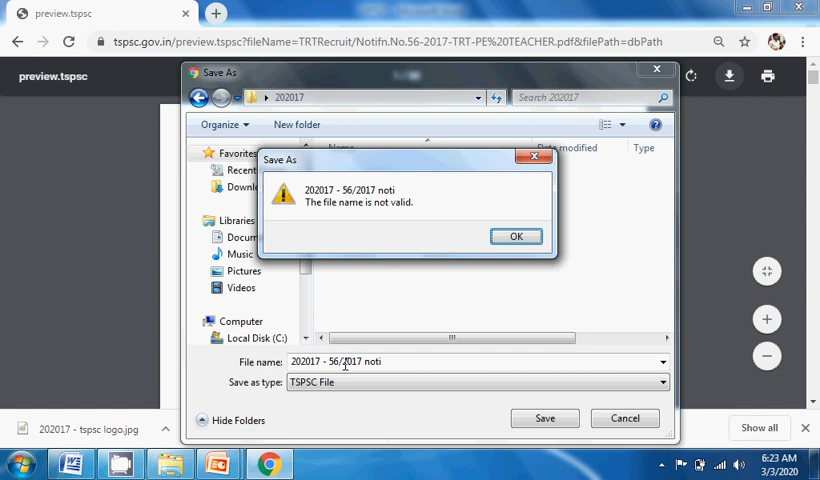 preview.tspsc
tspsc.gov.in/preview.tspsc?fileName=TRTRecruit/Notifn.No.56-2017-TRT-PE%20TEACHER.pdf&filePath=dbPath
preview.tspsc
Save As
202017
Search 202017
Organize
New folder
Date modified
Type
Favorites
Recent
Downl
Libraries
Docum
Music
Pictures
Videos
Computer
Local Disk (C:)
Save As
202017 - 56/2017 noti
The file name is not valid.
OK
File name: 202017 - 56/2017 noti
Save as type: TSPSC File
Hide Folders
Save
Cancel
202017 - tspsc logo.jpg
Show all
6:23 AM
3/3/2020